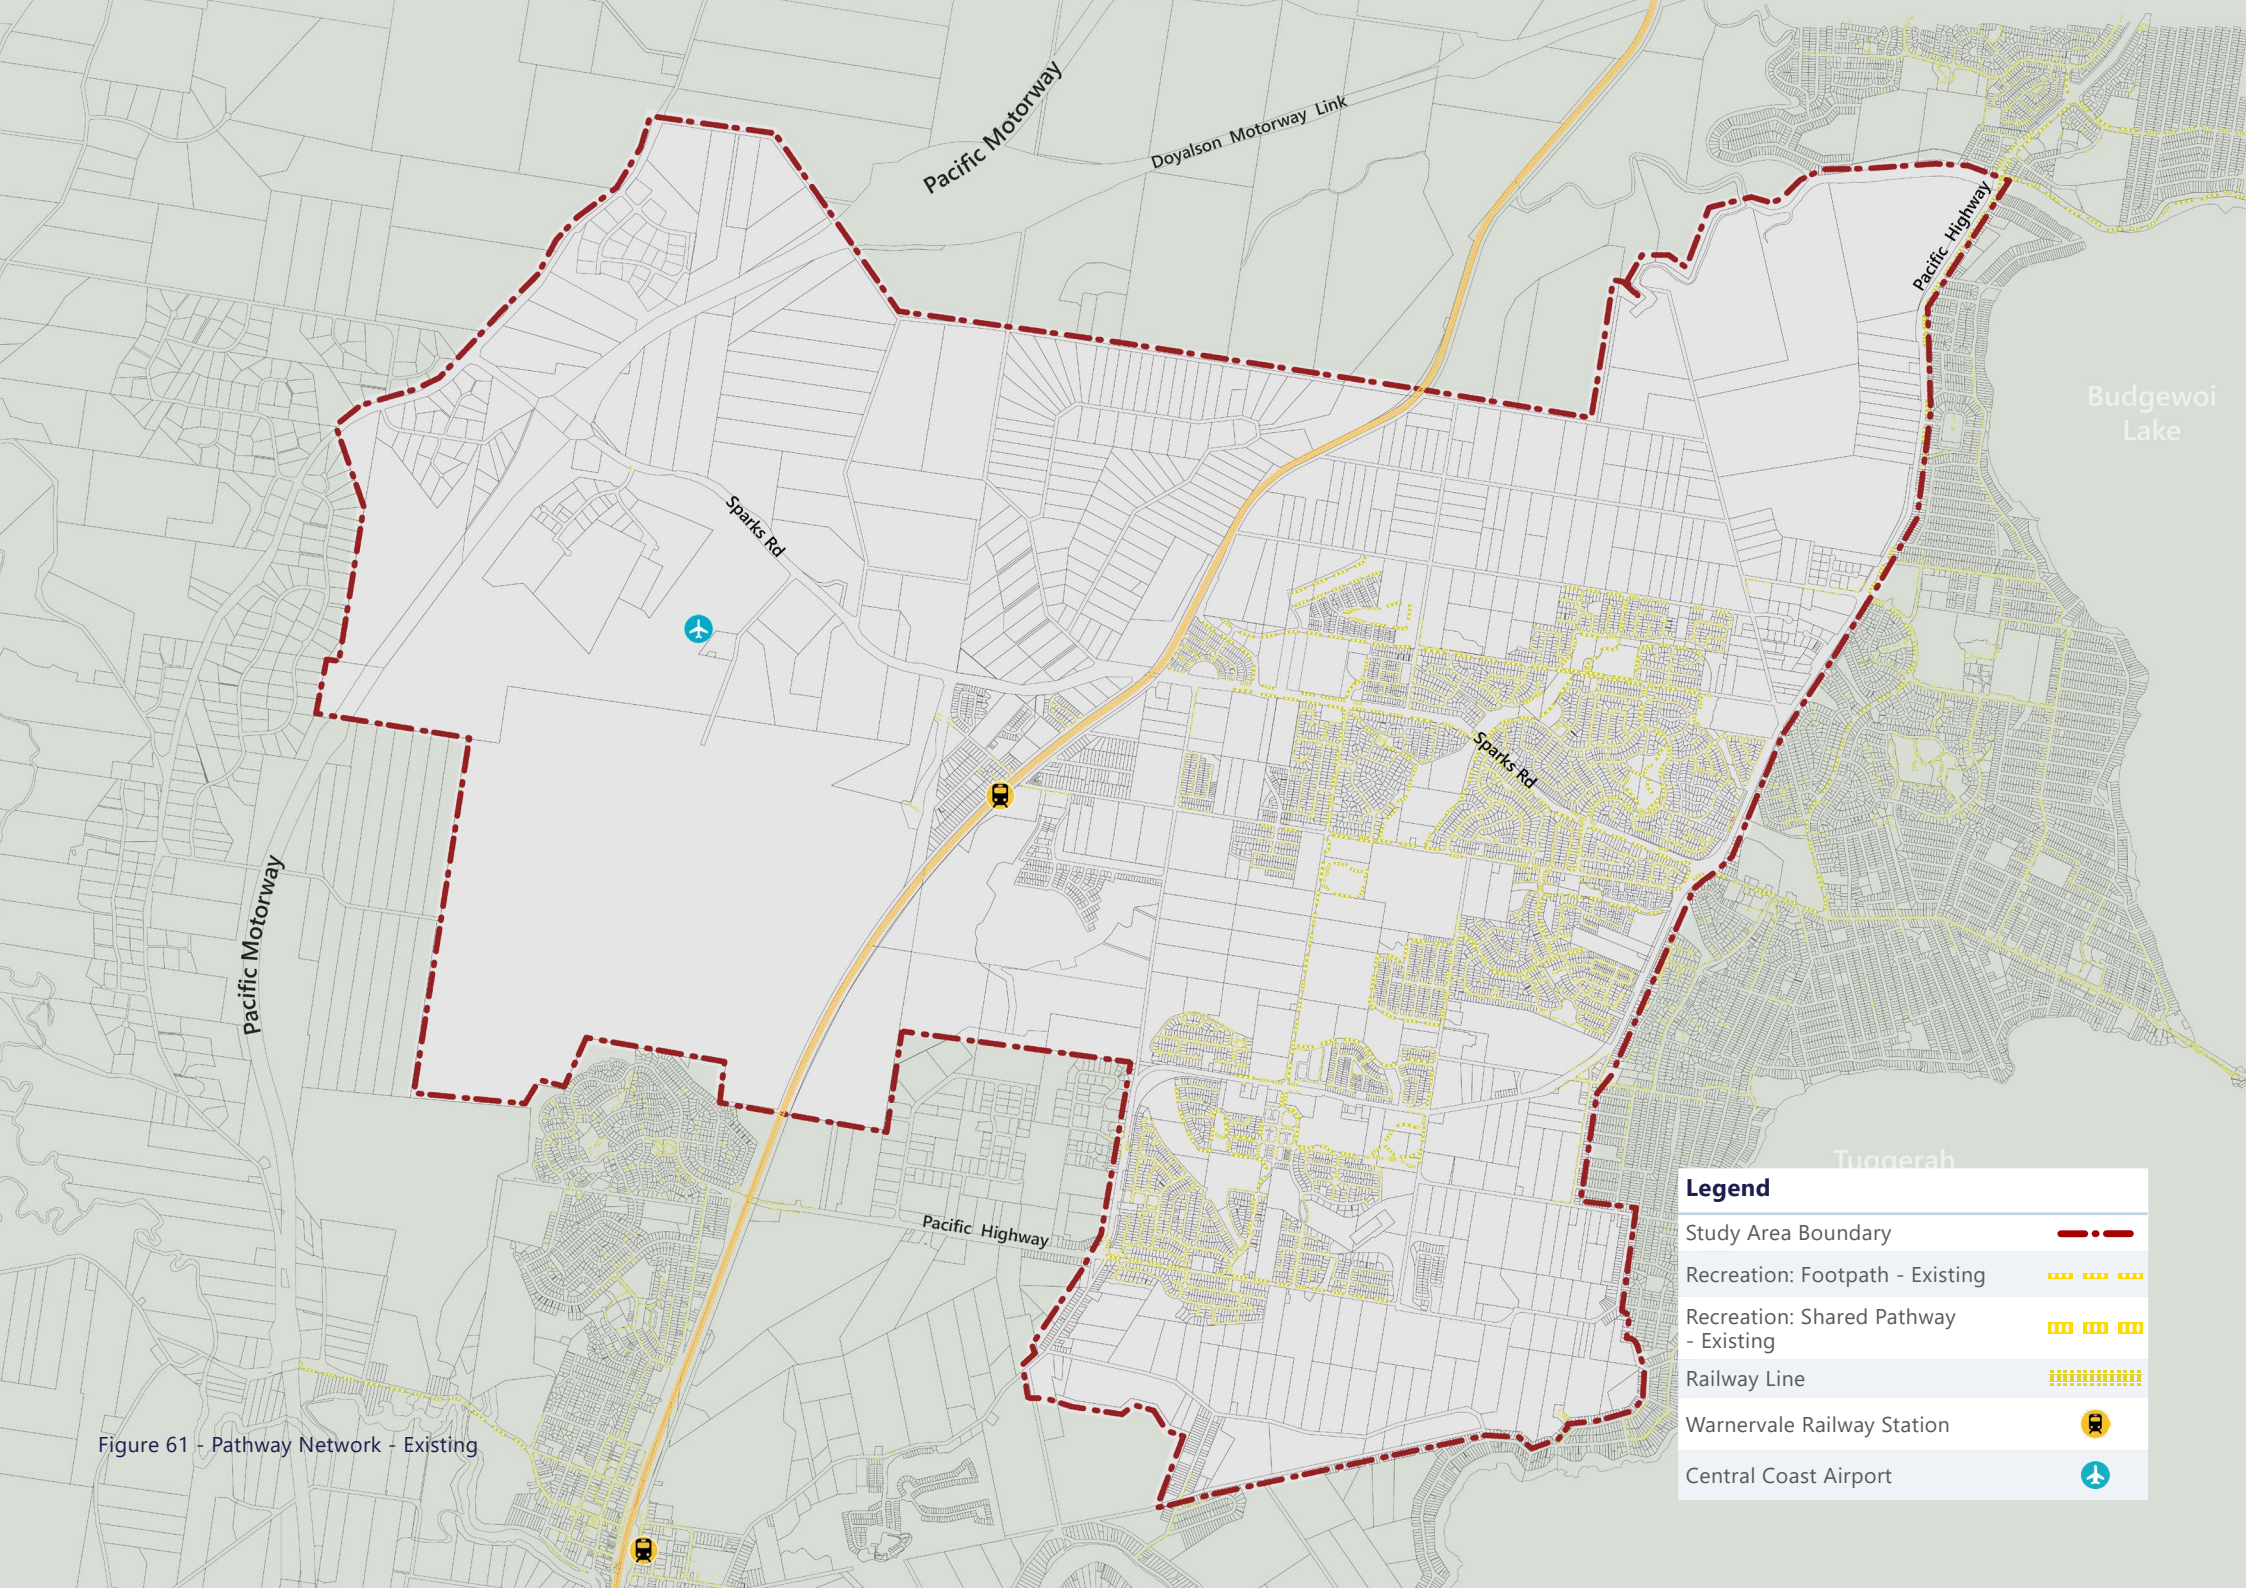 Pacific Motorway
Doyalson Motorway Link
Pacific Highway
Budgewoi
Lake
Sparks Rd
Sparks Rd
Pacific Motorway
Pacific Highway
Tuggerah
Legend
Study Area Boundary
Recreation: Footpath - Existing
Recreation: Shared Pathway
- Existing
Railway Line
Warnervale Railway Station
Central Coast Airport
Figure 61 - Pathway Network - Existing